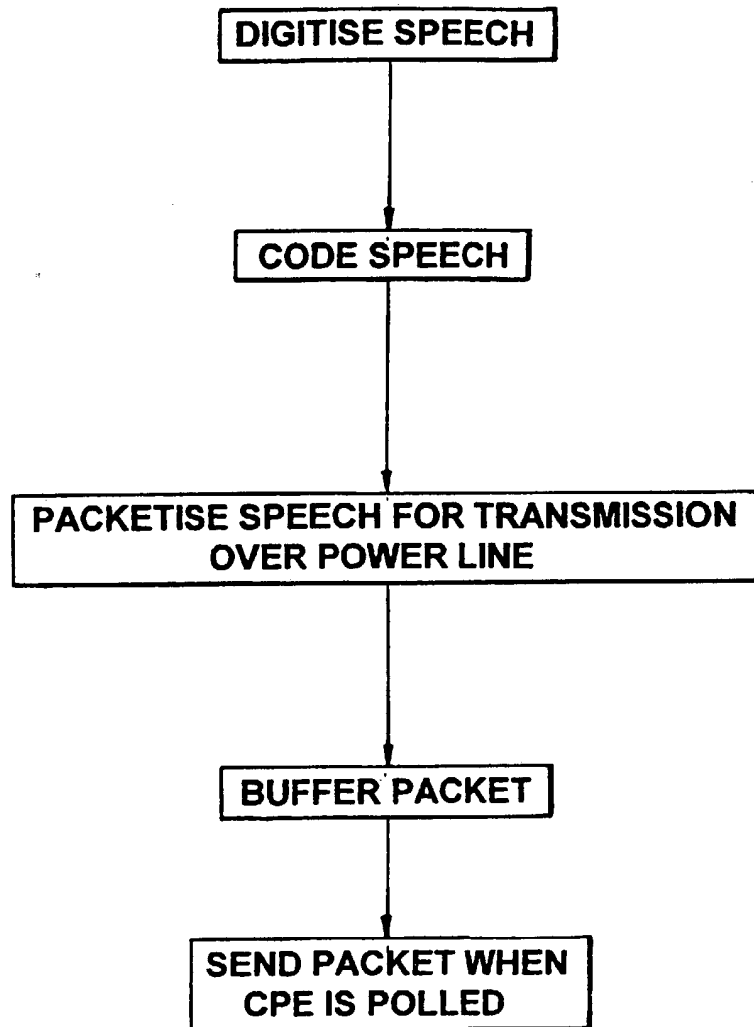 DIGITISE SPEECH
CODE SPEECH
PACKETISE SPEECH FOR TRANSMISSION
OVER POWER LINE
BUFFER PACKET
SEND PACKET WHEN
CPE IS POLLED